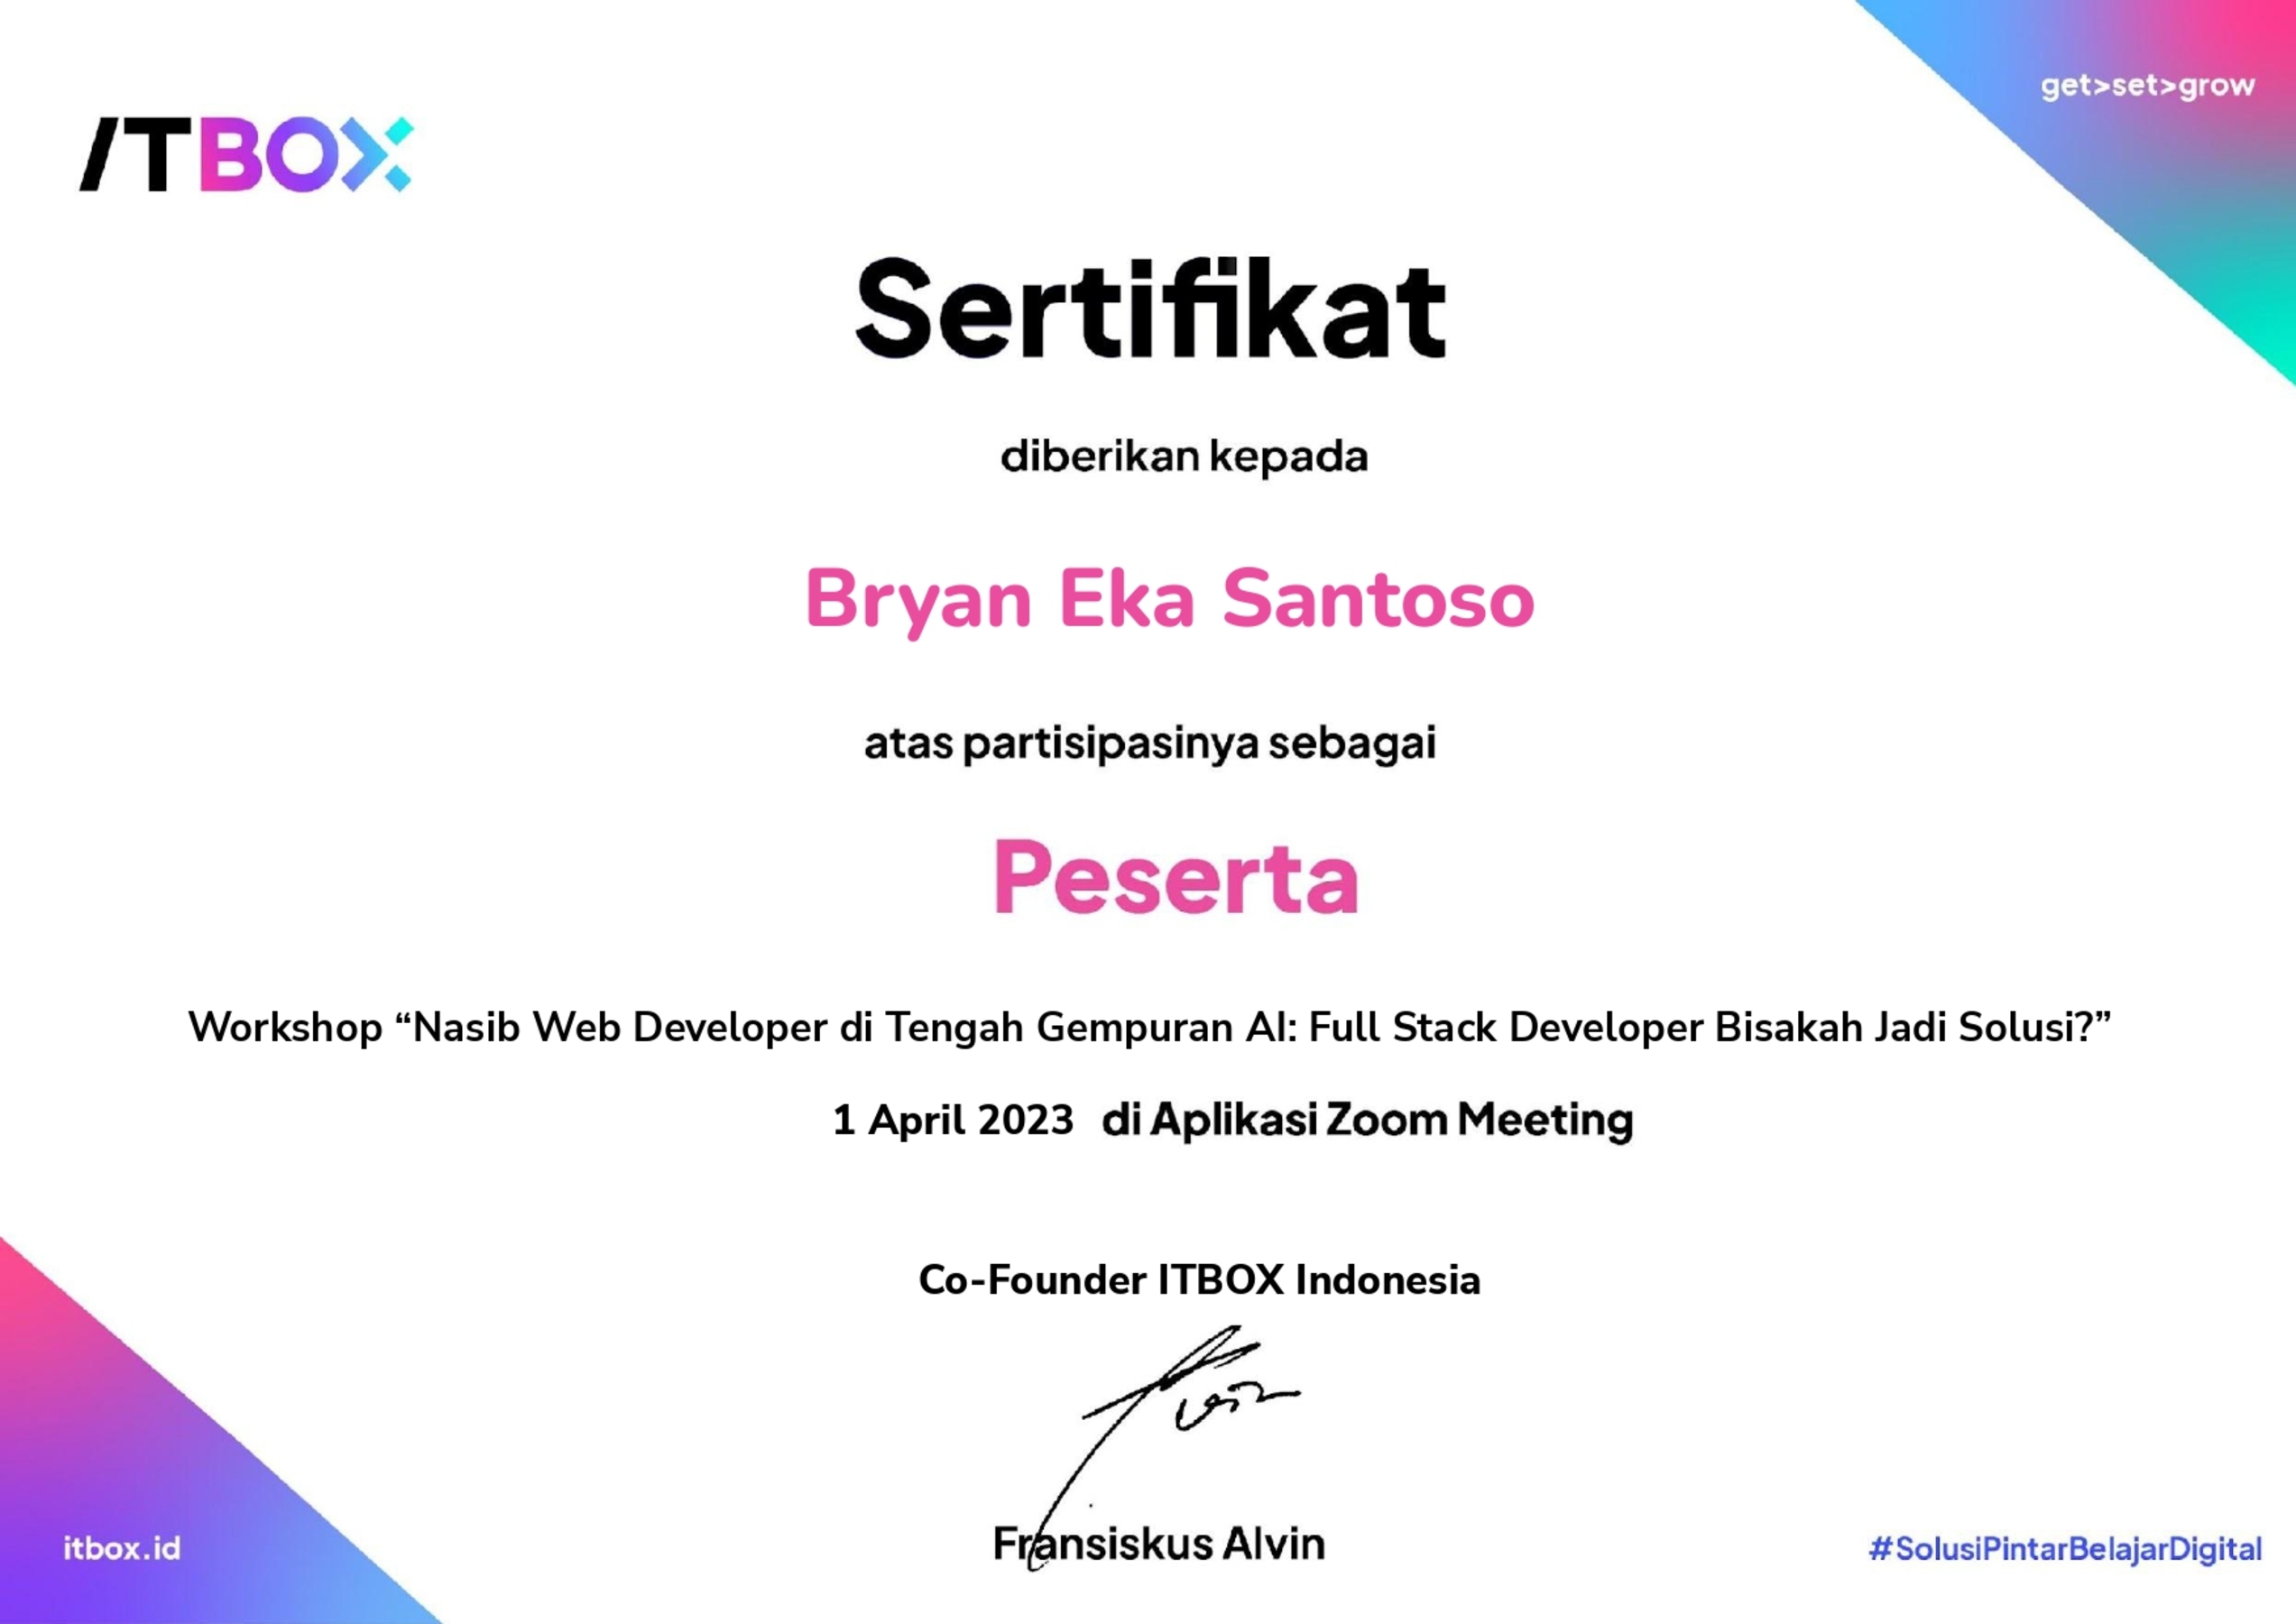 get>set>grow
ITBOX
Sertifikat
diberikan kepada
Bryan Eka Santoso
atas partisipasinya sebagai
Peserta
Workshop “Nasib Web Developer di Tengah Gempuran AI: Full Stack Developer Bisakah Jadi Solusi?”
1 April 2023 di Aplikasi Zoom Meeting
Co-Founder ITBOX Indonesia
Fransiskus Alvin
itbox.id
#SolusiPintarBelajarDigital